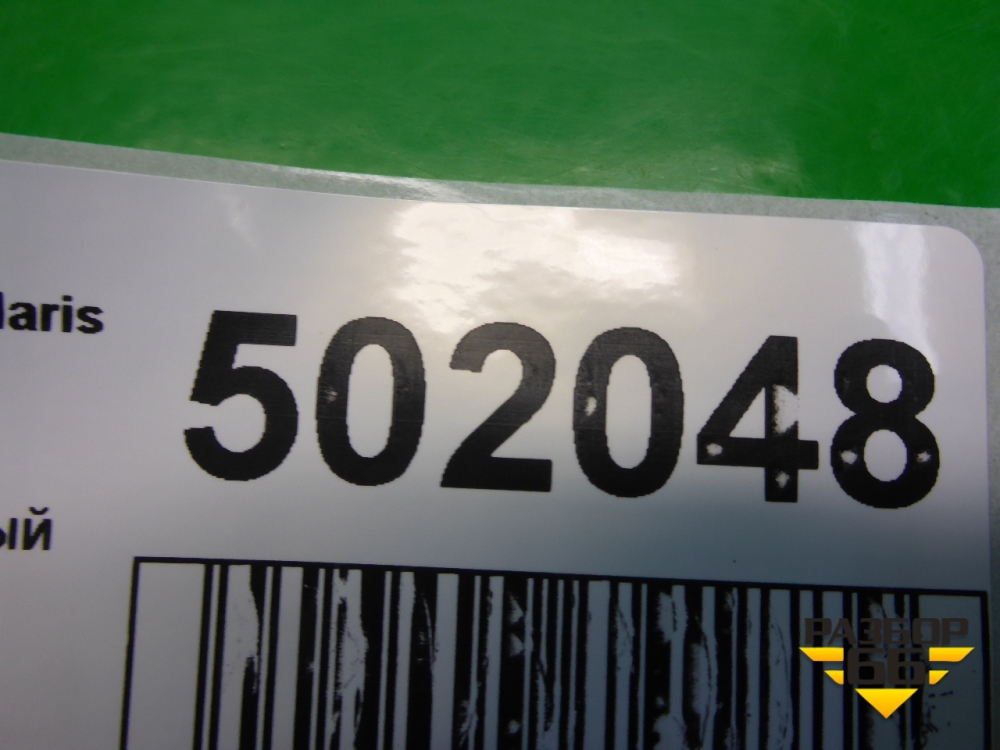 laris
502048
ый
РАЗБОР
66